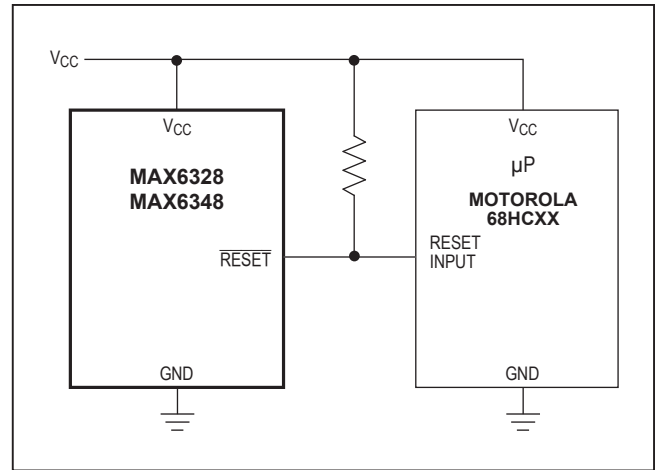 VCC
VCC
MAX6328
MAX6348
RESET
GND
VCC
µP
MOTOROLA
68HCXX
RESET
INPUT
GND